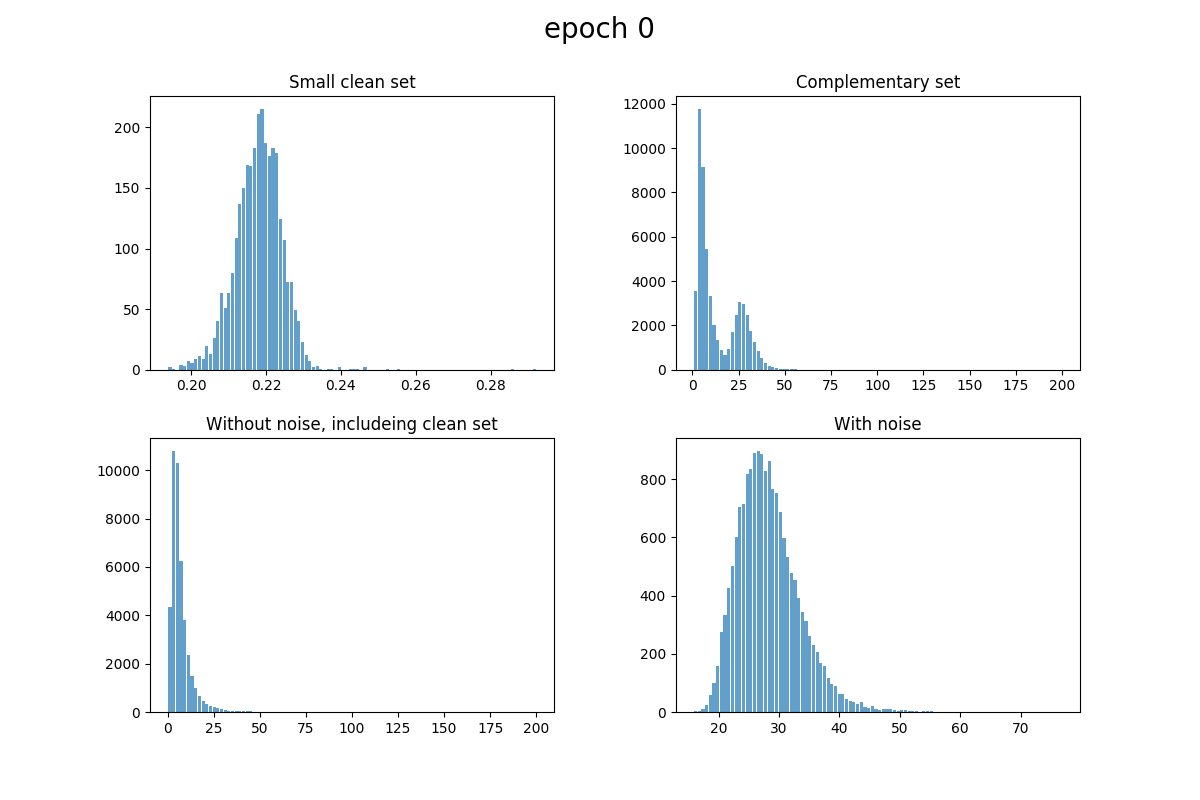 epoch 0
Small clean set
200
150
100
50
0
0.20 0.22 0.24 0.26 0.28
Complementary set
12000
10000
8000
6000
4000
2000
0
0 25 50 75 100 125 150 175 200
Without noise, includeing clean set
10000
8000
6000
4000
2000
0
0 25 50 75 100 125 150 175 200
With noise
800
600
400
200
0
20 30 40 50 60 70